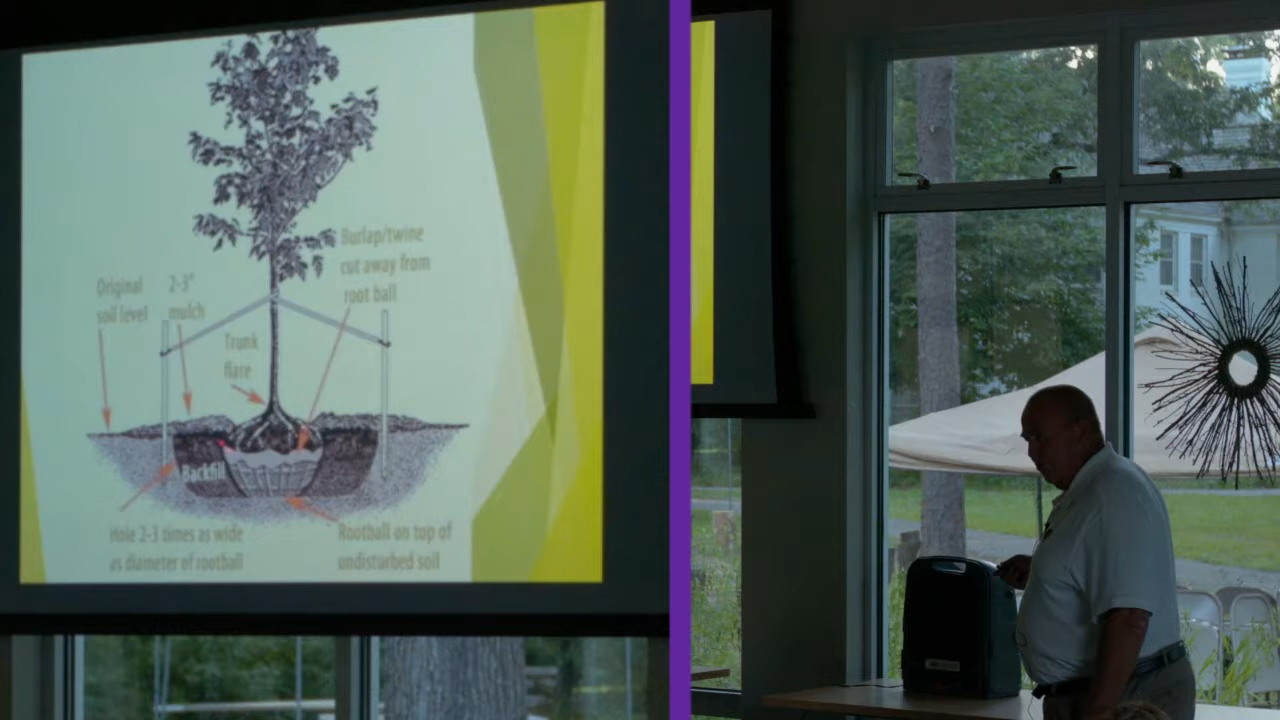 Burlap/twine
cut away from
root ball
Original
soil level
2-3"
mulch
Trunk
flare
Backfill
Hole 2-3 times as wide
as diameter of rootball
Rootball on top of
undisturbed soil